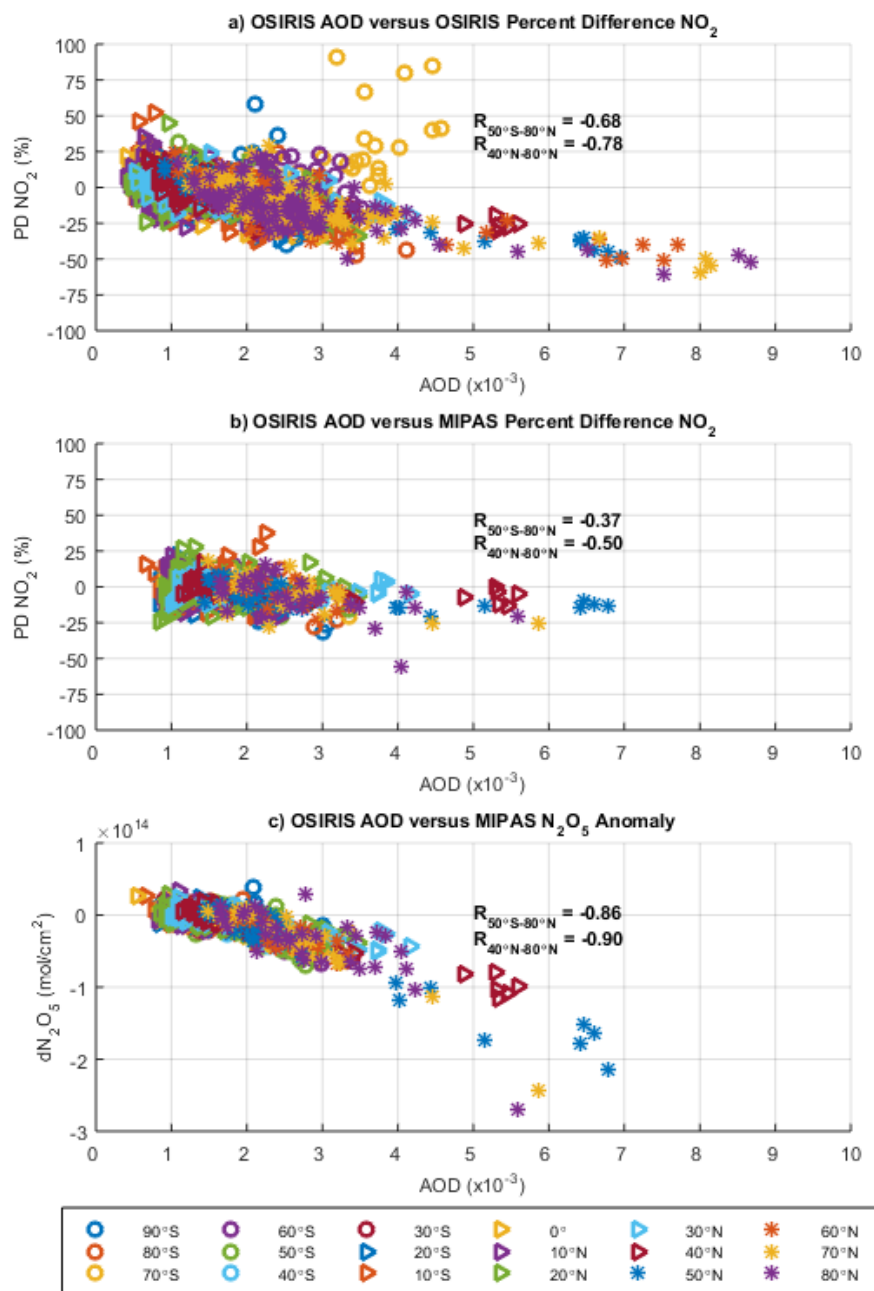 a) OSIRIS AOD versus OSIRIS Percent Difference NO2
100
75
50
25
0
-25
-50
-75
-100
PD NO2 (%)
R50°S-80°N = -0.68
R40°N-80°N = -0.78
0 1 2 3 4 5 6 7 8 9 10
AOD (x10-3)
b) OSIRIS AOD versus MIPAS Percent Difference NO2
100
75
50
25
0
-25
-50
-75
-100
PD NO2 (%)
R50°S-80°N = -0.37
R40°N-80°N = -0.50
0 1 2 3 4 5 6 7 8 9 10
AOD (x10-3)
c) OSIRIS AOD versus MIPAS N2O5 Anomaly
× 1014
1
0
-1
-2
-3
dN2O5 (mol/cm2)
R50°S-80°N = -0.86
R40°N-80°N = -0.90
0 1 2 3 4 5 6 7 8 9 10
AOD (x10-3)
90°S 60°S 30°S 0° 30°N 60°N
80°S 50°S 20°S 10°N 40°N 70°N
70°S 40°S 10°S 20°N 50°N 80°N